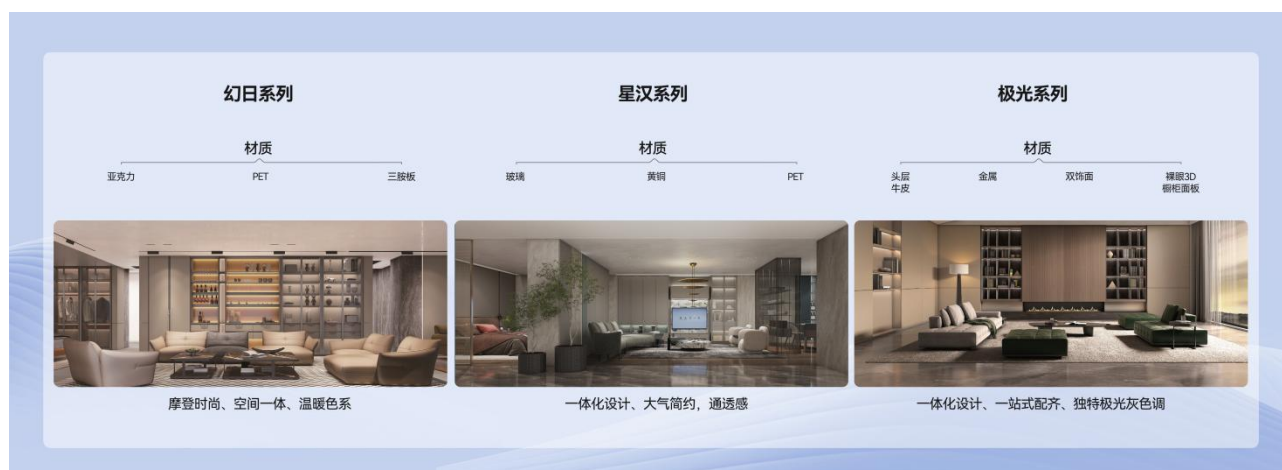 幻日系列
材质
亚克力 PET 三胺板
摩登时尚、空间一体、温暖色系
星汉系列
材质
玻璃 黄铜 PET
一体化设计、大气简约，通透感
极光系列
材质
头层
牛皮
金属
双饰面
裸眼3D
橱柜面板
一体化设计、一站式配齐、独特极光灰色调